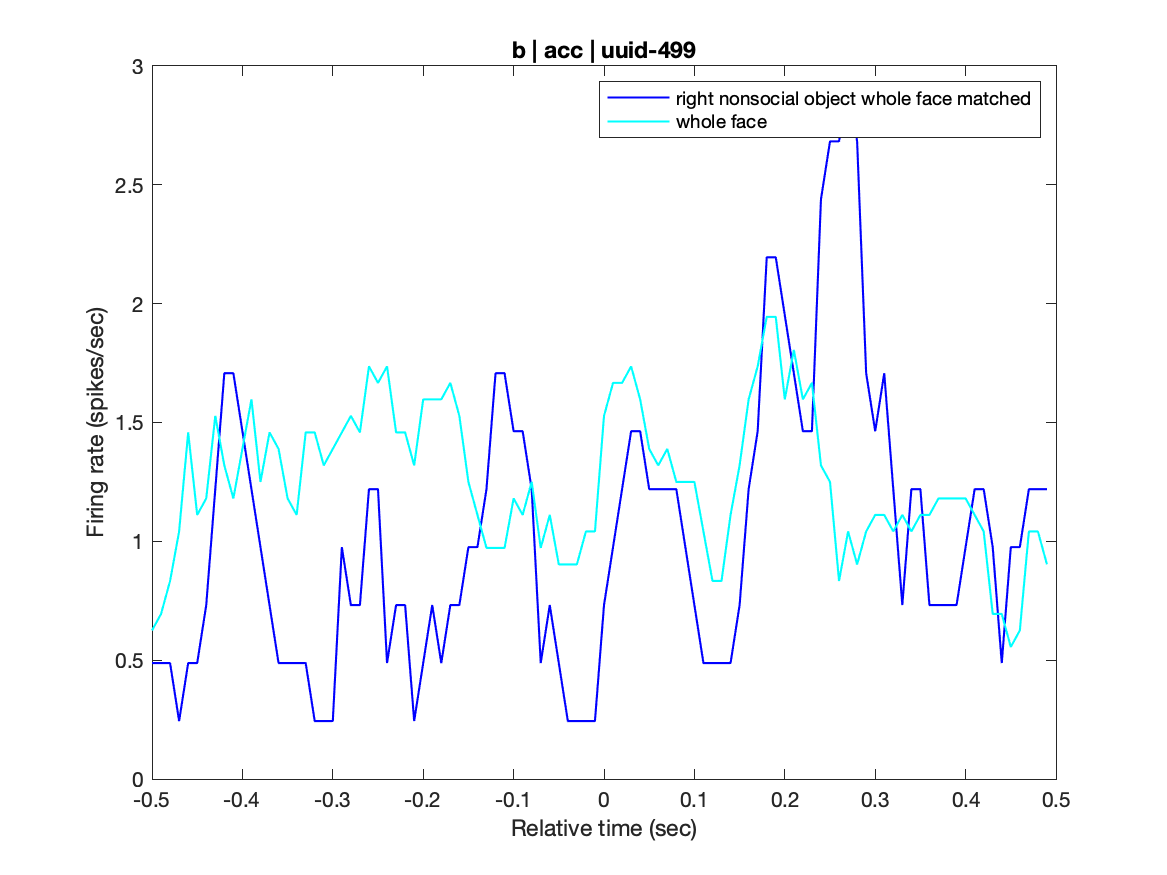 b | acc | uuid-499
3
2.5
2
1.5
1
0.5
0
Firing rate (spikes/sec)
right nonsocial object whole face matched
whole face
-0.5 -0.4 -0.3 -0.2 -0.1 0 0.1 0.2 0.3 0.4 0.5
Relative time (sec)